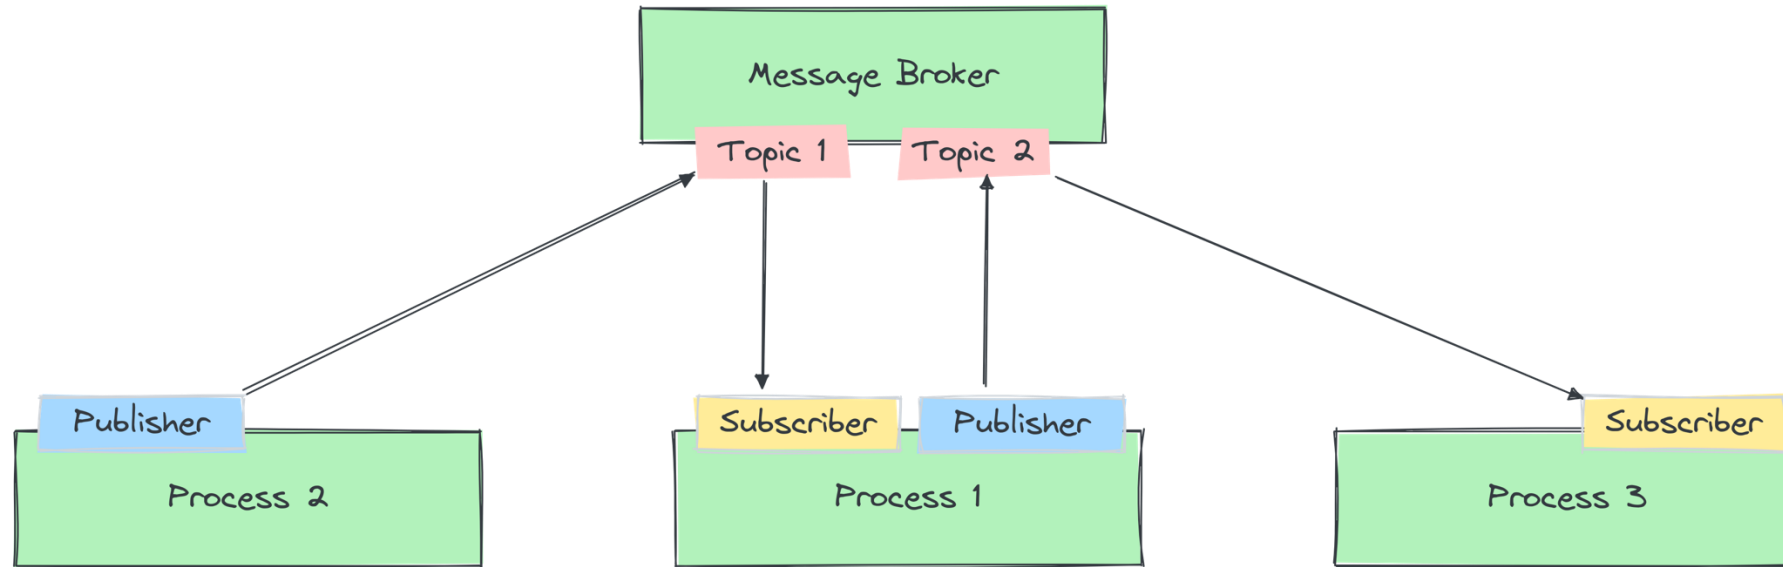 Message Broker
Topic 1
Topic 2
Publisher
Subscriber
Publisher
Subscriber
Process 2
Process 1
Process 3